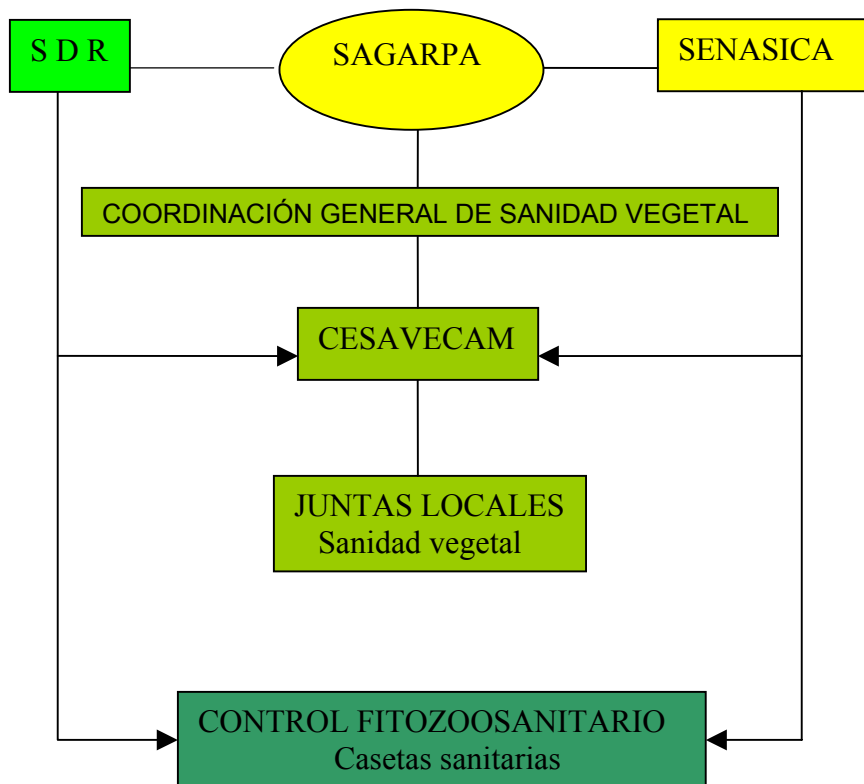 S D R
SAGARPA
SENASICA
COORDINACIÓN GENERAL DE SANIDAD VEGETAL
CESAVECAM
JUNTAS LOCALES
Sanidad vegetal
CONTROL FITOZOOSANITARIO
Casetas sanitarias